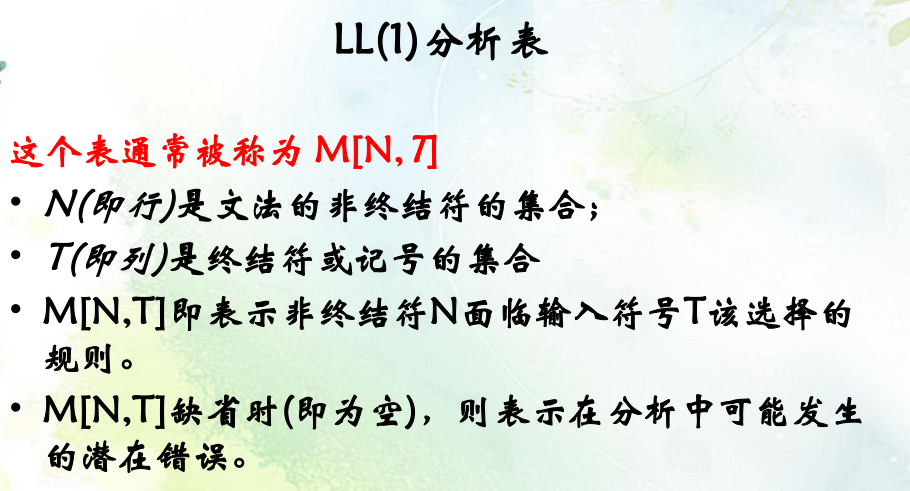 LL(1)分析表
这个表通常被称为 M[N, T]
• N(即行)是文法的非终结符的集合；
• T(即列)是终结符或记号的集合
• M[N,T]即表示非终结符N面临输入符号T该选择的
规则。
• M[N,T]缺省时(即为空)，则表示在分析中可能发生
的潜在错误。